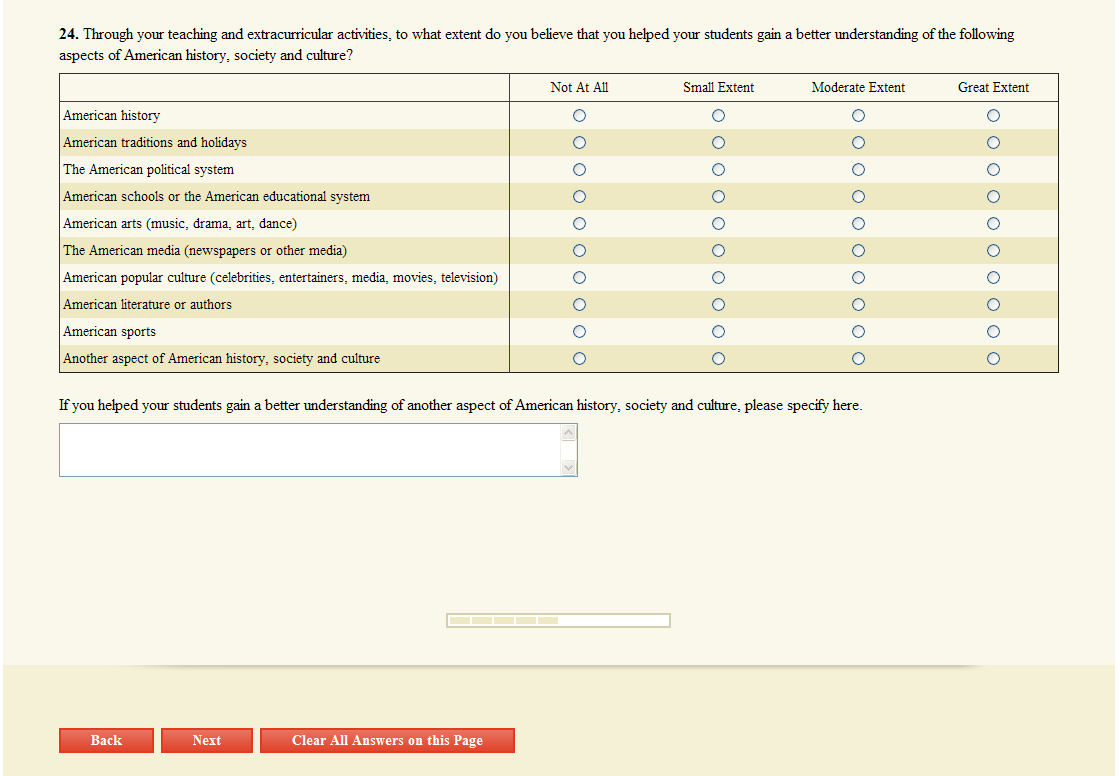 24. Through your teaching and extracurricular activities, to what extent do you believe that you helped your students gain a better understanding of the following
aspects of American history, society and culture?
Not At All Small Extent Moderate Extent Great Extent
American history
American traditions and holidays
The American political system
American schools or the American educational system
American arts (music, drama, art, dance)
The American media (newspapers or other media)
American popular culture (celebrities, entertainers, media, movies, television)
American literature or authors
American sports
Another aspect of American history, society and culture
If you helped your students gain a better understanding of another aspect of American history, society and culture, please specify here.
Back Next Clear All Answers on this Page